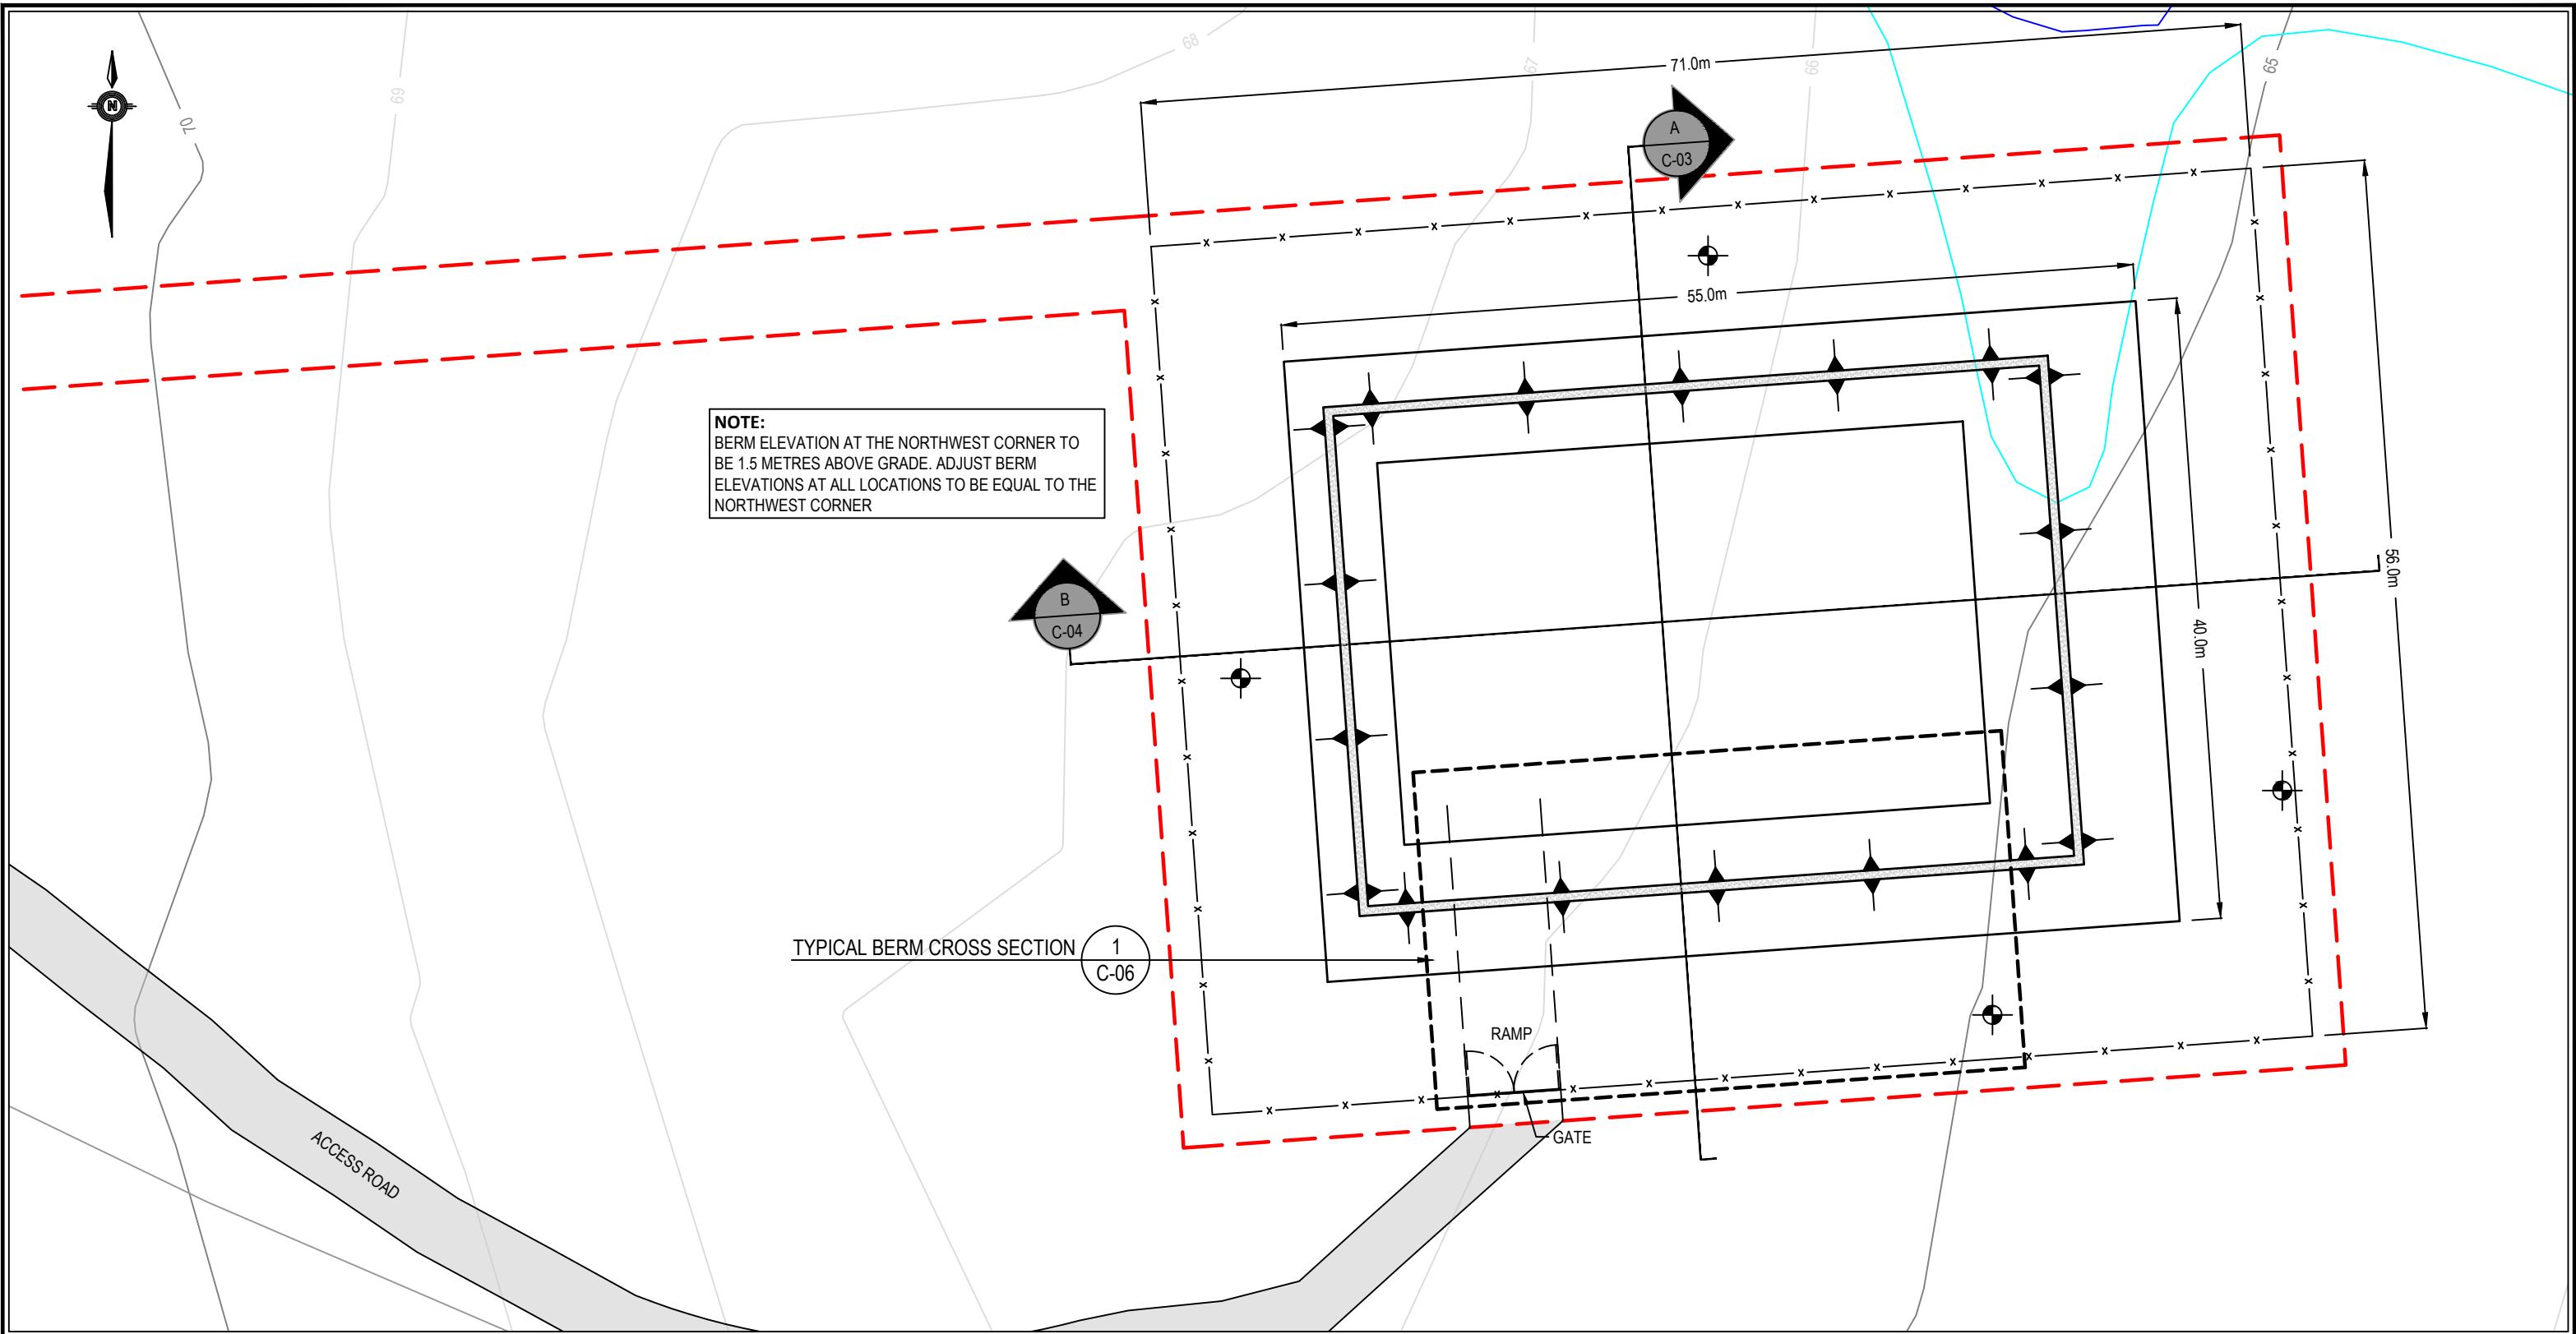 N
70
69
68
67
66
65
71.0m
A
C-03
55.0m
NOTE:
BERM ELEVATION AT THE NORTHWEST CORNER TO
BE 1.5 METRES ABOVE GRADE. ADJUST BERM
ELEVATIONS AT ALL LOCATIONS TO BE EQUAL TO THE
NORTHWEST CORNER
B
C-04
56.0m
40.0m
TYPICAL BERM CROSS SECTION
1
C-06
RAMP
GATE
ACCESS ROAD